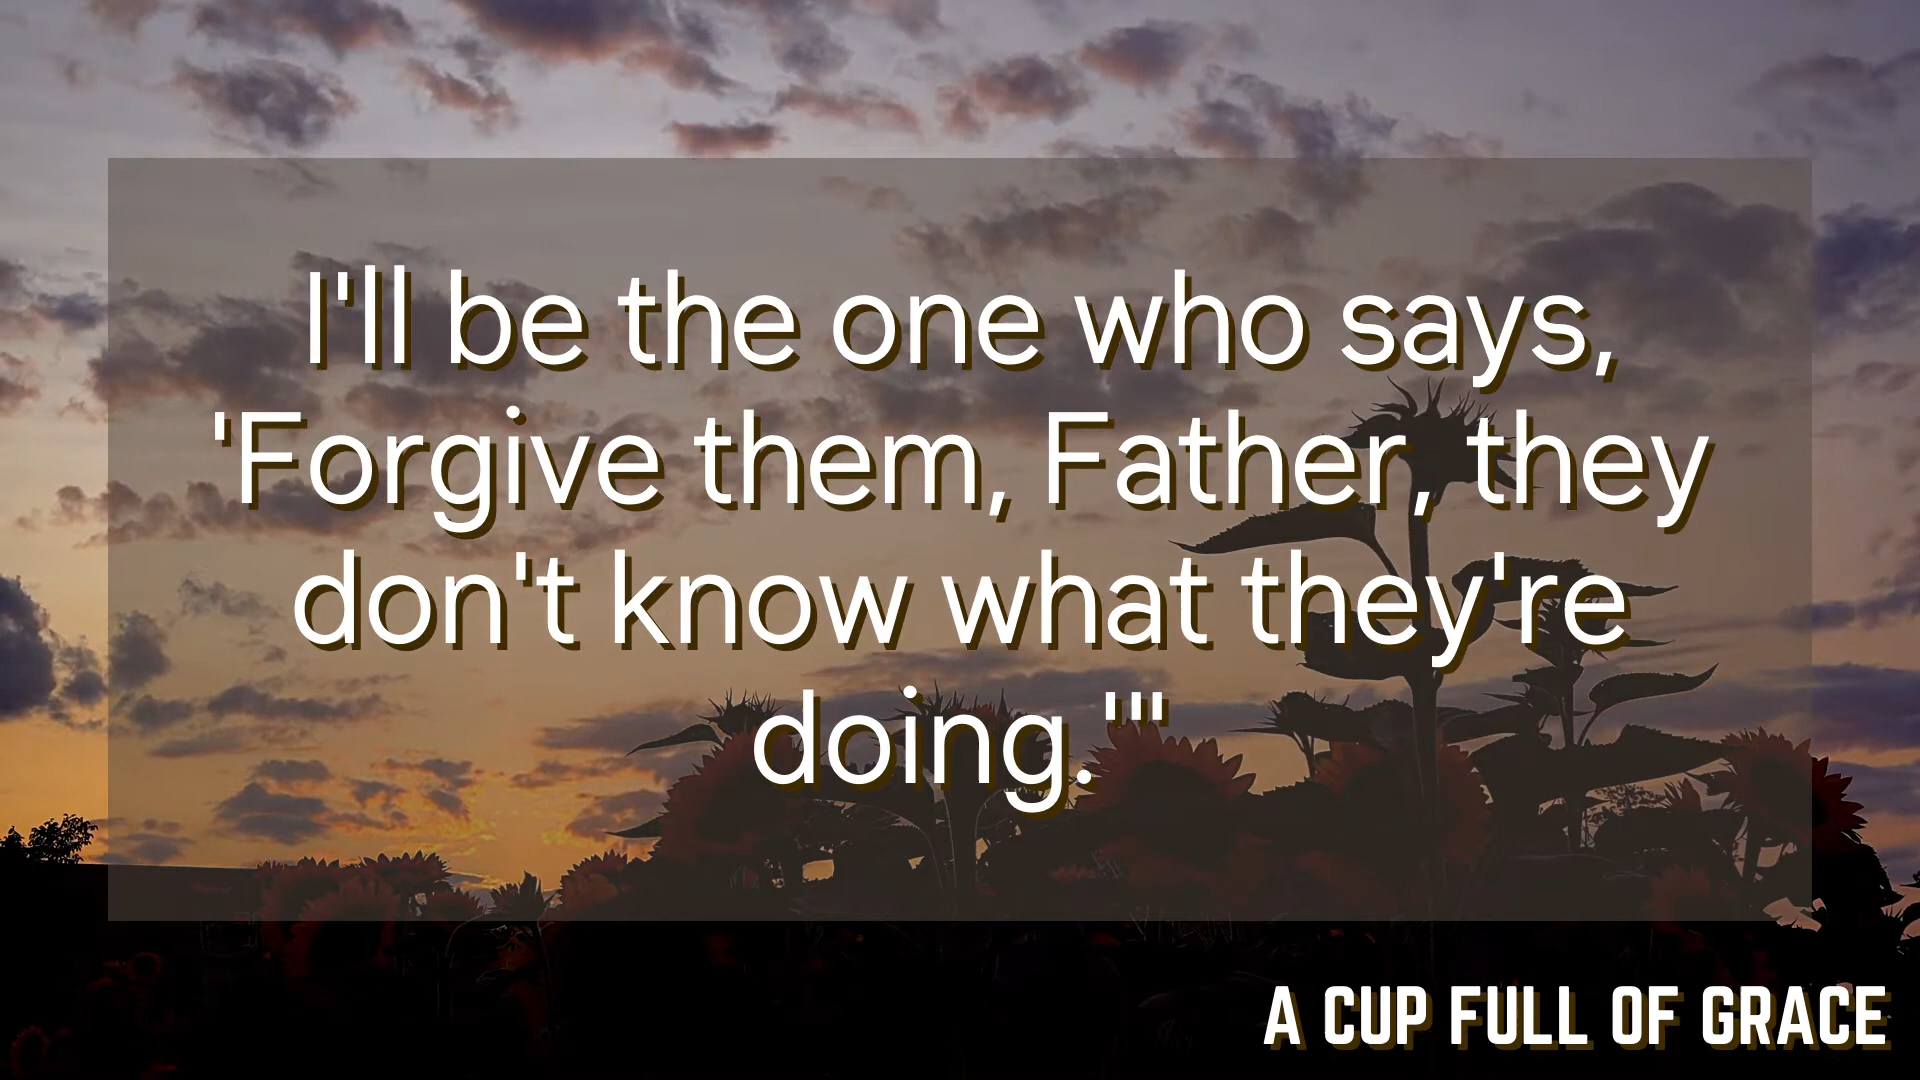 I'll be the one who says,
'Forgive them, Father, they
don't know what they're
doing.'"
A CUP FULL OF GRACE